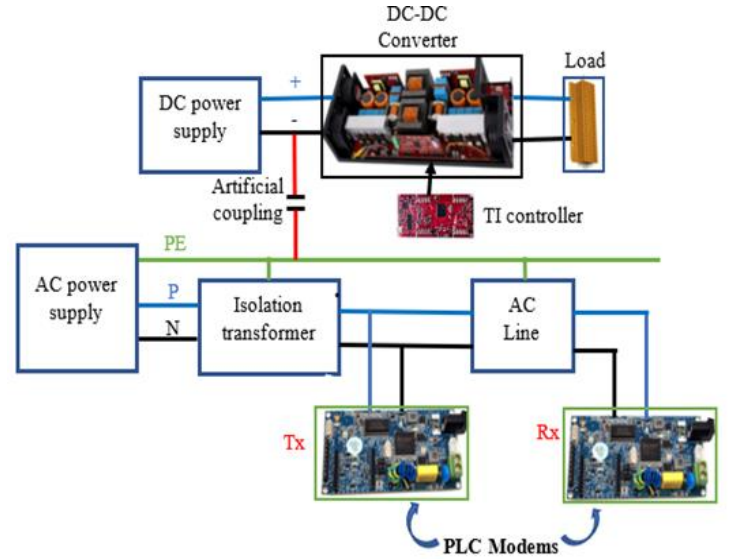 DC-DC
Converter
Load
DC power
supply
+
-
Artificial
coupling
TI controller
PE
AC power
supply
P
N
Isolation
transformer
AC
Line
Tx
Rx
PLC Modems